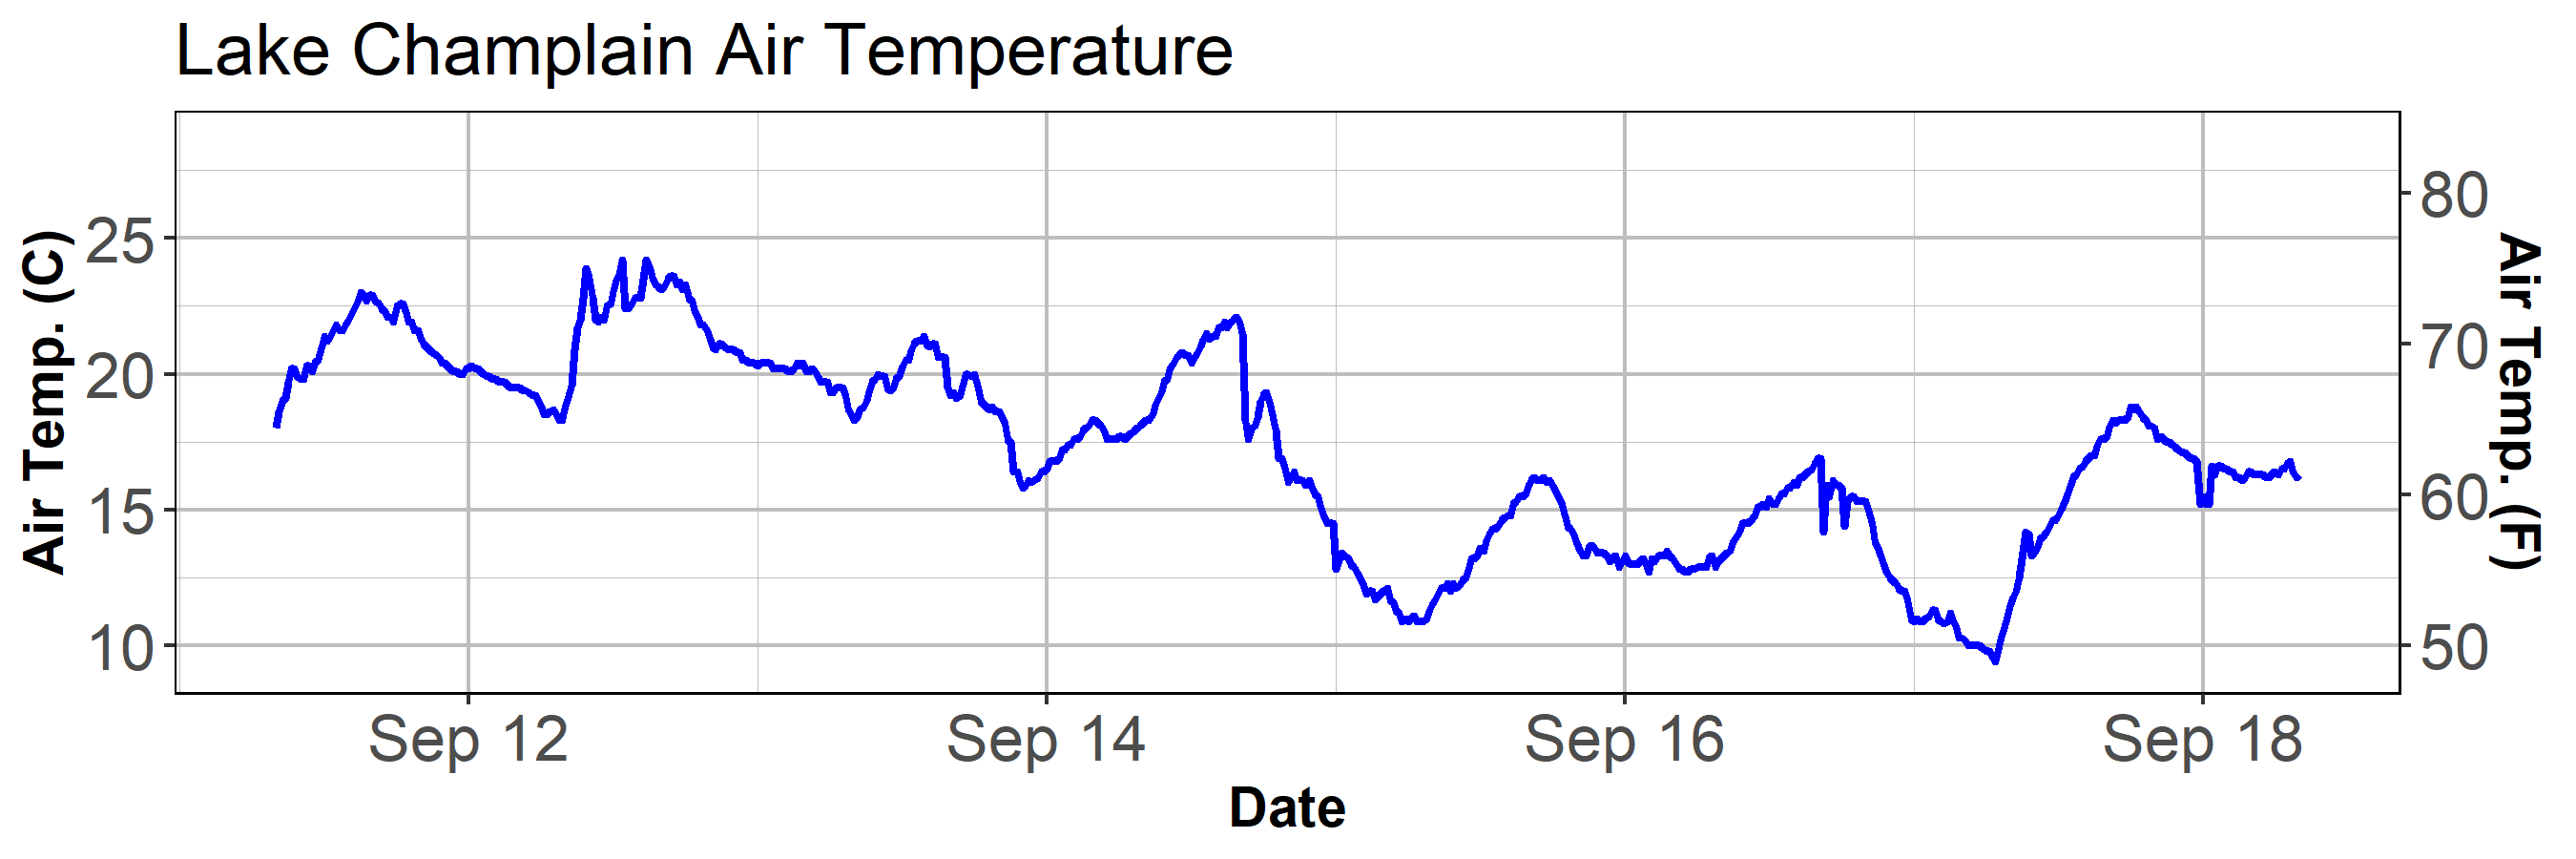 Lake Champlain Air Temperature
Air Temp. (C)
25
20
15
10
80
70
60
50
Air Temp. (F)
Sep 12
Sep 14
Sep 16
Sep 18
Date